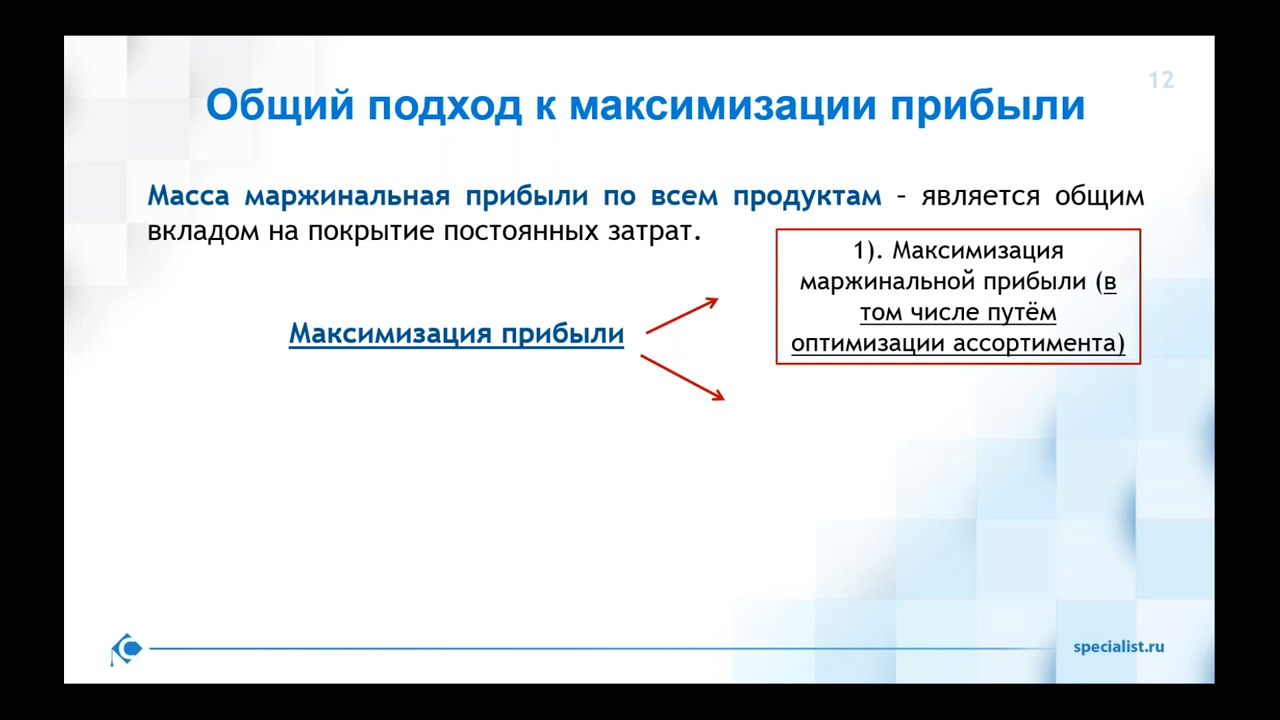 12
Общий подход к максимизации прибыли
Масса маржинальная прибыли по всем продуктам – является общим
вкладом на покрытие постоянных затрат.
1). Максимизация
маржинальной прибыли (в
том числе путём
оптимизации ассортимента)
Максимизация прибыли
specialist.ru